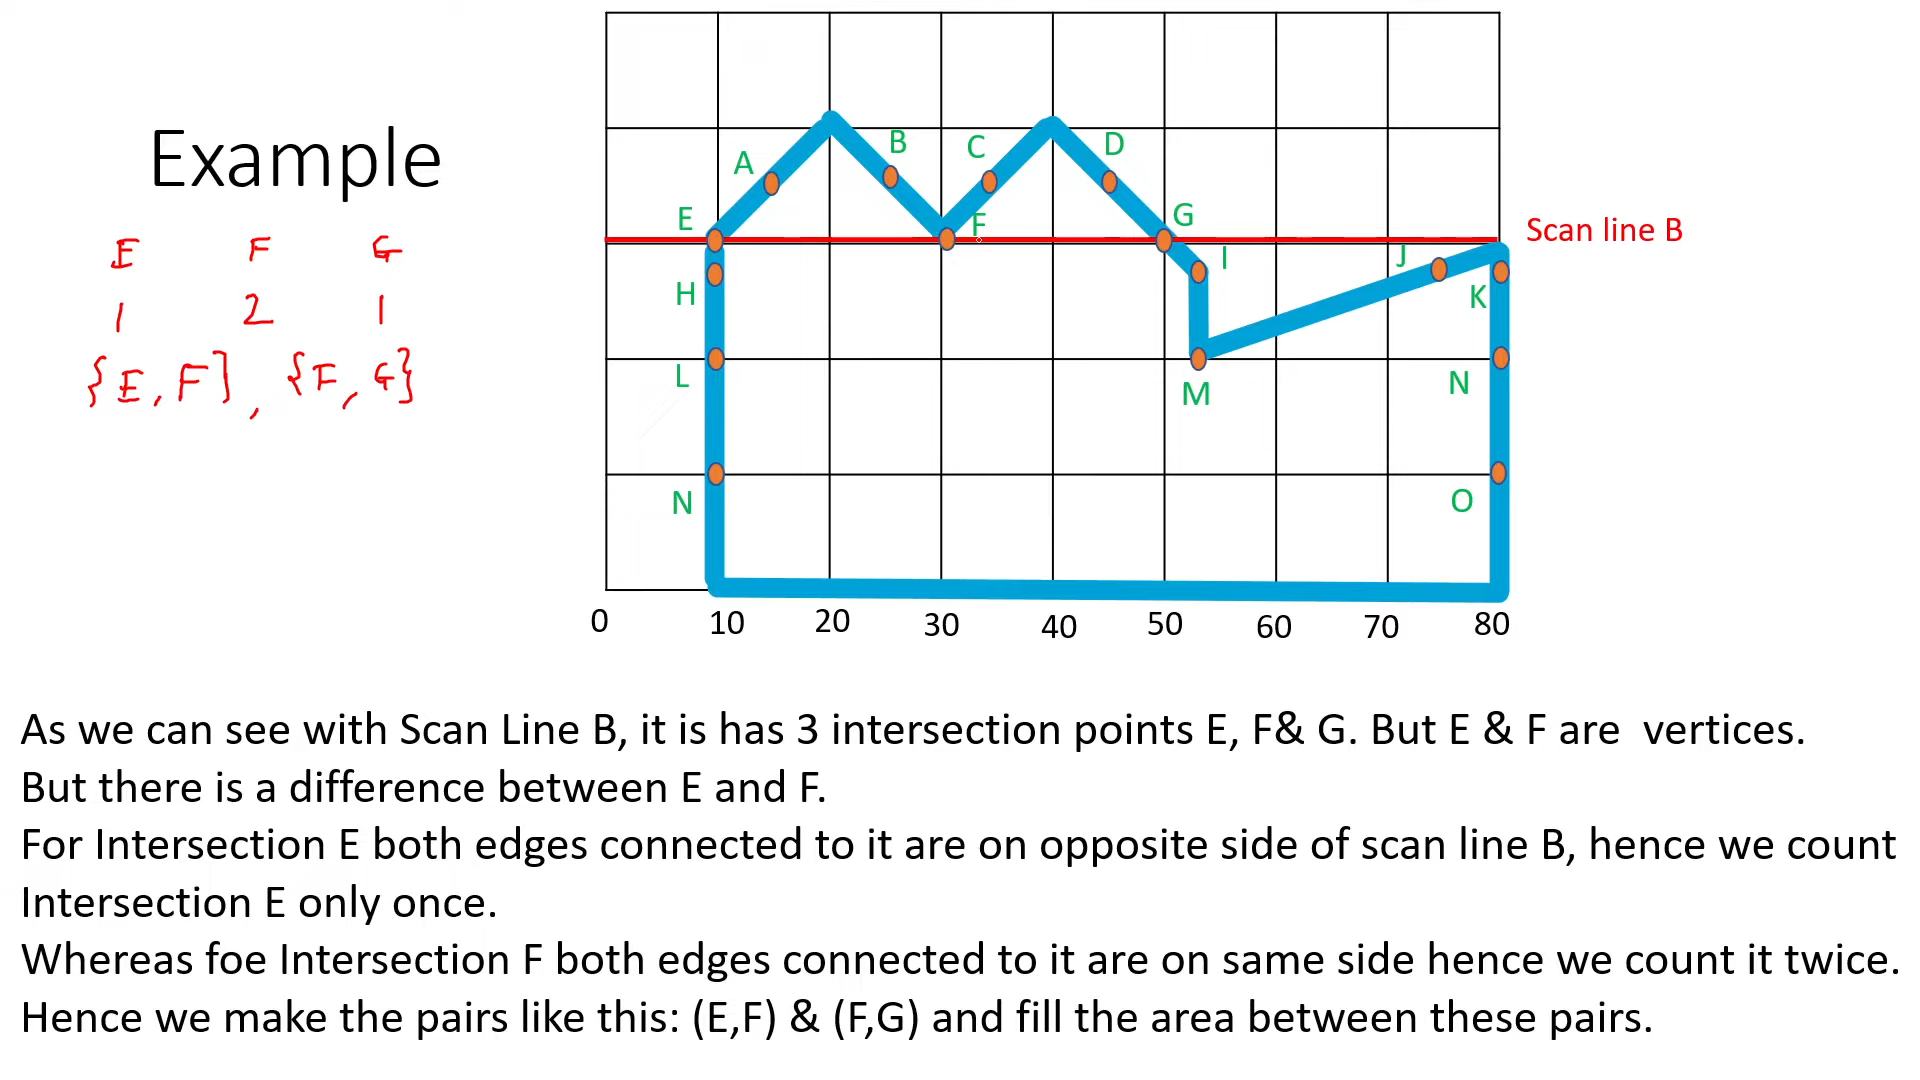 Example
E F G
1 2 1
{E, F}, {F, G}
A B C D
E F G
Scan line B
H I J K
L M N
N O
0 10 20 30 40 50 60 70 80
As we can see with Scan Line B, it is has 3 intersection points E, F& G. But E & F are vertices.
But there is a difference between E and F.
For Intersection E both edges connected to it are on opposite side of scan line B, hence we count
Intersection E only once.
Whereas foe Intersection F both edges connected to it are on same side hence we count it twice.
Hence we make the pairs like this: (E,F) & (F,G) and fill the area between these pairs.